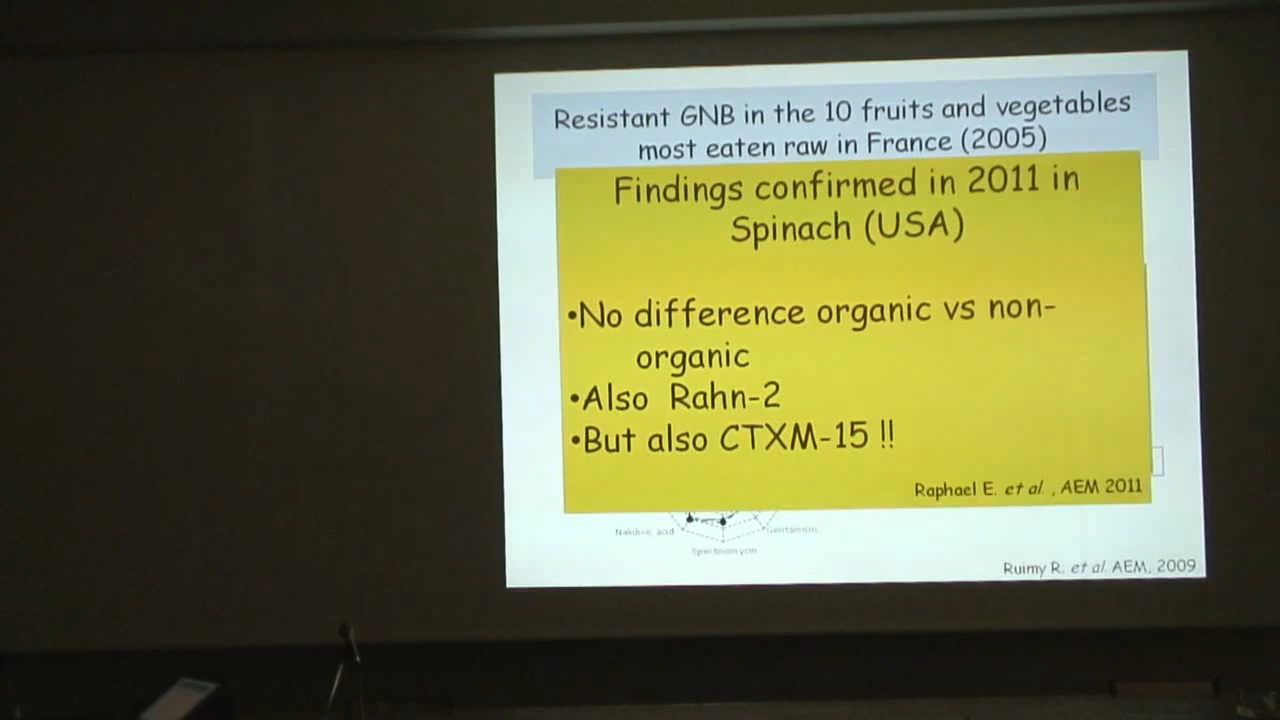 Resistant GNB in the 10 fruits and vegetables
most eaten raw in France (2005)
Findings confirmed in 2011 in
Spinach (USA)
•No difference organic vs non-
organic
•Also Rahn-2
•But also CTXM-15 !!
Raphael E. et al. , AEM 2011
Nalidixic acid
Gentamicin
Spectinomycin
Ruimy R. et al. AEM, 2009